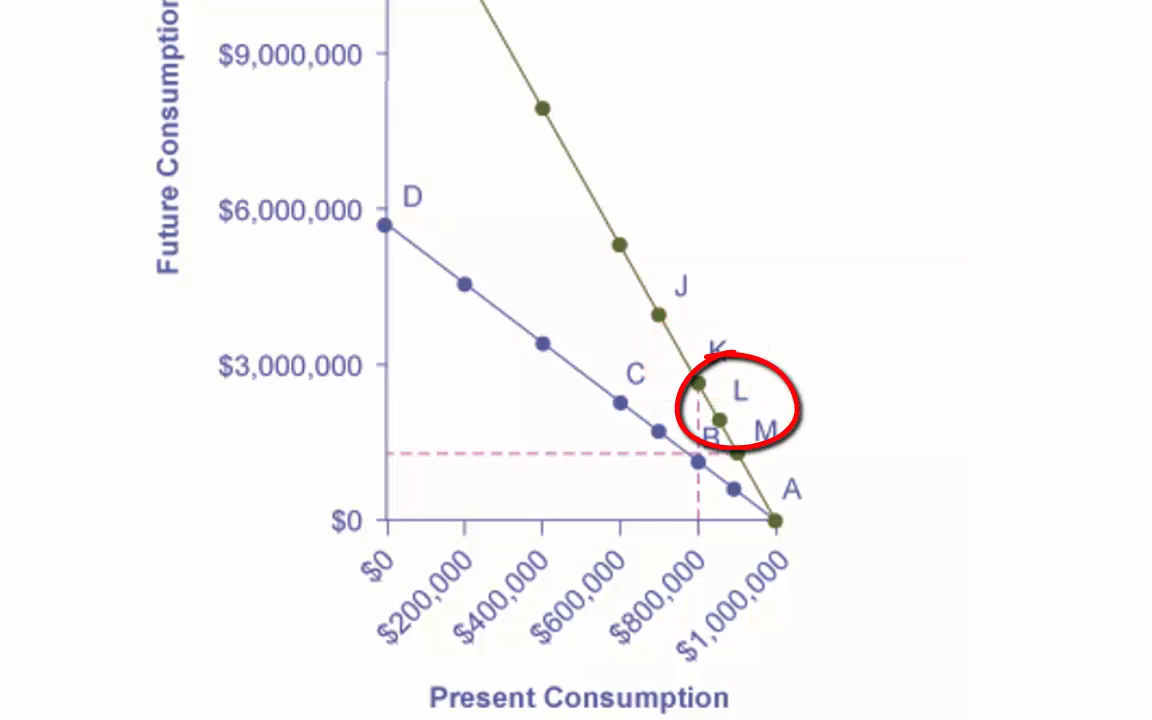 Future Consumption
$9,000,000
$6,000,000
$3,000,000
$0
D
J
K
C
L
B
M
A
$0
$200,000
$400,000
$600,000
$800,000
$1,000,000
Present Consumption